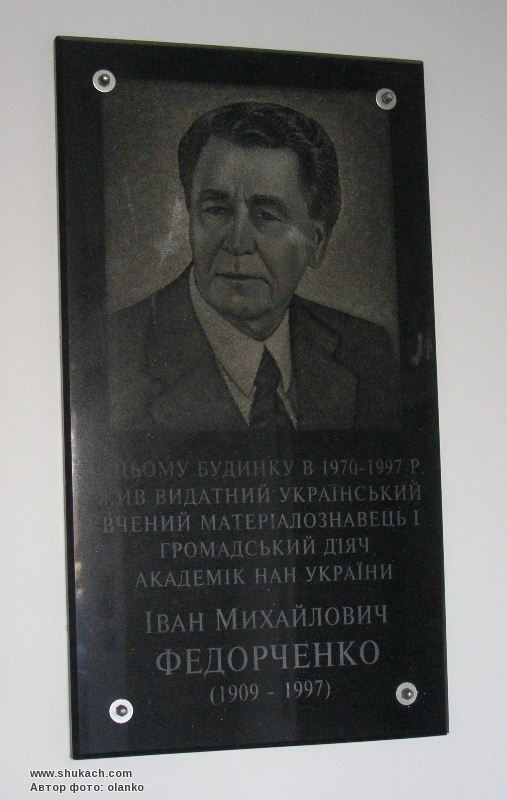 ЦЬОМУ БУДИНКУ В 1970-1997 Р.
ЖИВ ВИДАТНИЙ УКРАЇНСЬКИЙ
ВЧЕНИЙ МАТЕРІАЛОЗНАВЕЦЬ І
ГРОМАДСЬКИЙ ДІЯЧ
АКАДЕМІК НАН УКРАЇНИ
ІВАН МИХАЙЛОВИЧ
ФЕДОРЧЕНКО
(1909 - 1997)
www.shukach.com
Автор фото: olanko